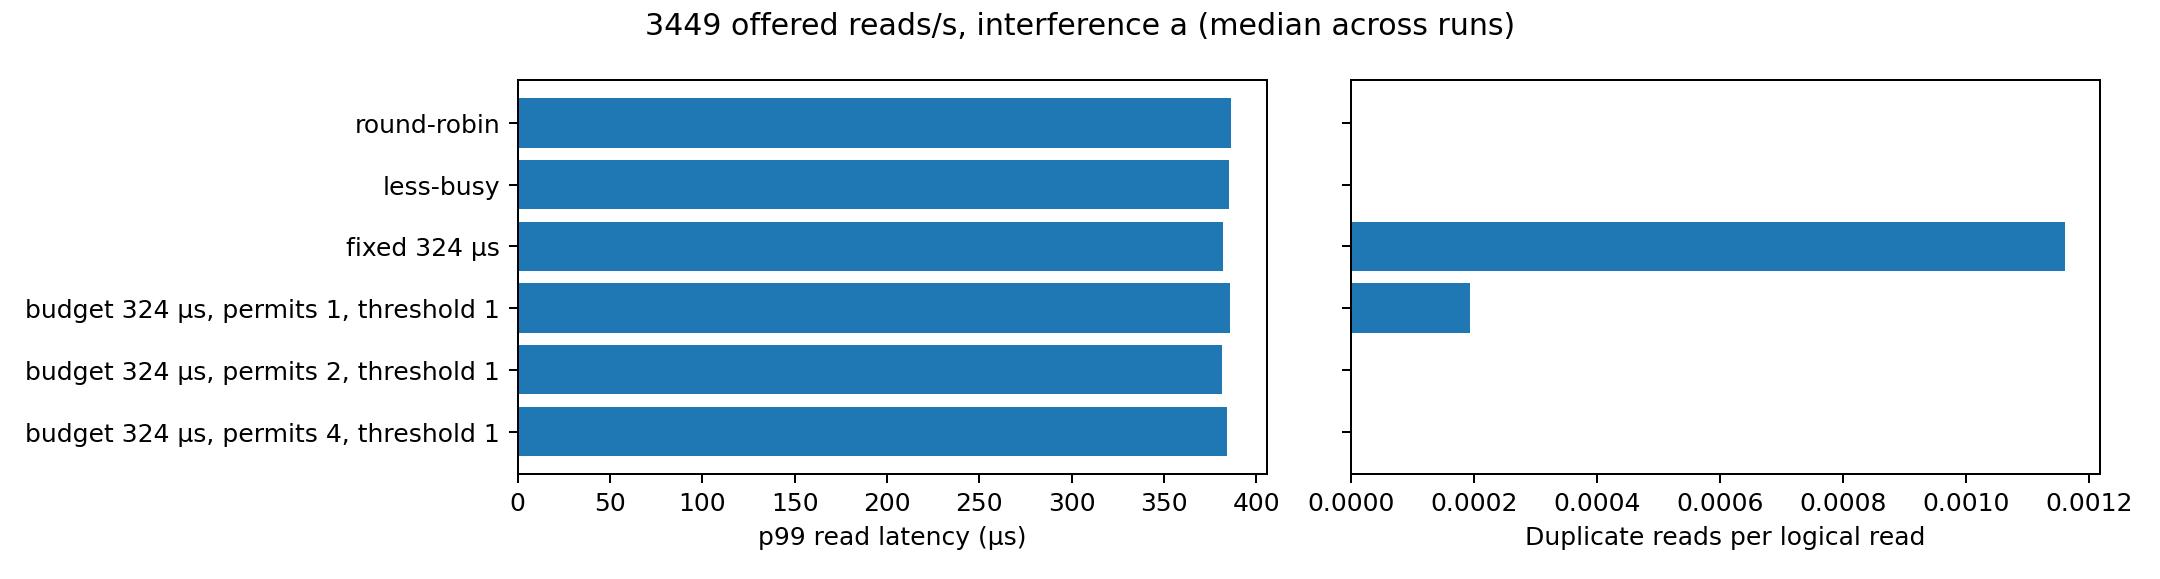 3449 offered reads/s, interference a (median across runs)
round-robin
less-busy
fixed 324 µs
budget 324 µs, permits 1, threshold 1
budget 324 µs, permits 2, threshold 1
budget 324 µs, permits 4, threshold 1
0 50 100 150 200 250 300 350 400
p99 read latency (µs)
0.0000 0.0002 0.0004 0.0006 0.0008 0.0010 0.0012
Duplicate reads per logical read